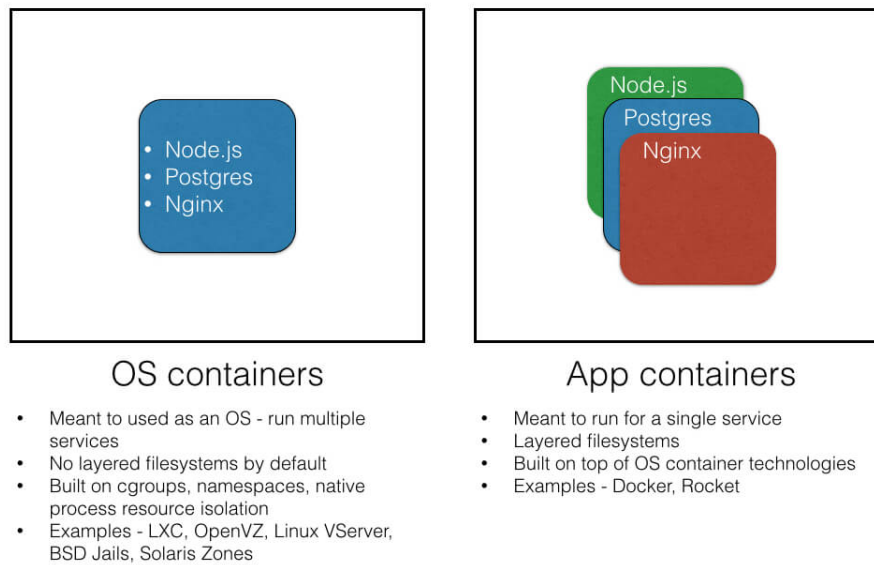 • Node.js
• Postgres
• Nginx
Node.js
Postgres
Nginx
OS containers
• Meant to used as an OS - run multiple
services
• No layered filesystems by default
• Built on cgroups, namespaces, native
process resource isolation
• Examples - LXC, OpenVZ, Linux VServer,
BSD Jails, Solaris Zones
App containers
• Meant to run for a single service
• Layered filesystems
• Built on top of OS container technologies
• Examples - Docker, Rocket